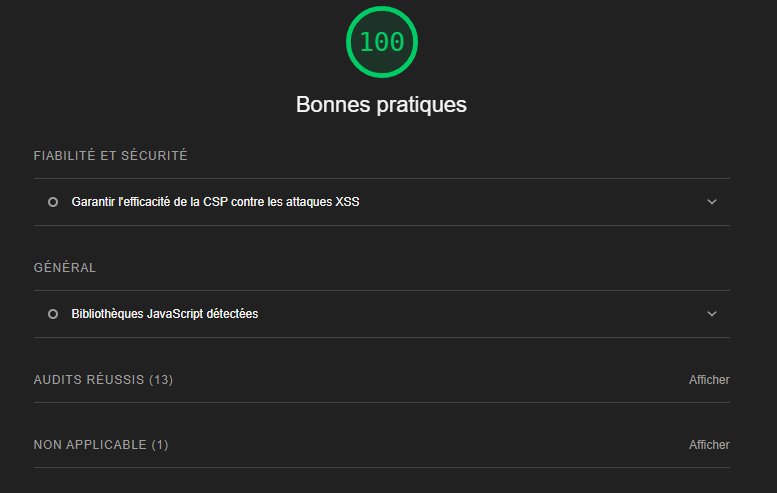 100
Bonnes pratiques
FIABILITÉ ET SÉCURITÉ
Garantir l'efficacité de la CSP contre les attaques XSS
GÉNÉRAL
Bibliothèques JavaScript détectées
AUDITS RÉUSSIS (13) Afficher
NON APPLICABLE (1) Afficher